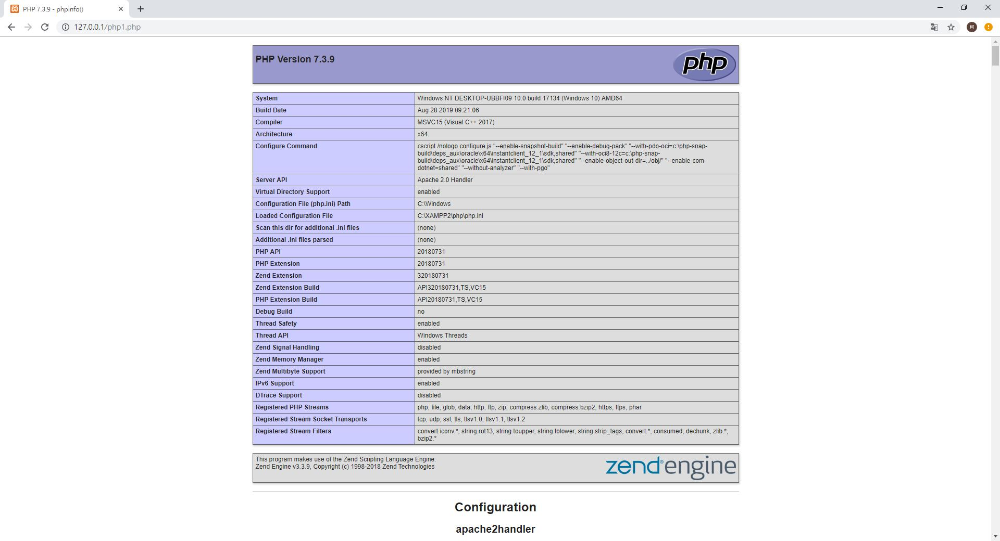 PHP 7.3.9 - phpinfo()
127.0.0.1/php1.php
柯
PHP Version 7.3.9
php
System Windows NT DESKTOP-UBBFI09 10.0 build 17134 (Windows 10) AMD64
Build Date Aug 28 2019 09:21:06
Compiler MSVC15 (Visual C++ 2017)
Architecture x64
Configure Command cscript /nologo configure.js "--enable-snapshot-build" "--enable-debug-pack" "--with-pdo-oci=c:\php-snap-
build\deps_aux\oracle\x64\instantclient_12_1\sdk,shared" "--with-oci8-12c=c:\php-snap-
build\deps_aux\oracle\x64\instantclient_12_1\sdk,shared" "--enable-object-out-dir=../obj/" "--enable-com-
dotnet=shared" "--without-analyzer" "--with-pgo"
Server API Apache 2.0 Handler
Virtual Directory Support enabled
Configuration File (php.ini) Path C:\Windows
Loaded Configuration File C:\XAMPP2\php\php.ini
Scan this dir for additional .ini files (none)
Additional .ini files parsed (none)
PHP API 20180731
PHP Extension 20180731
Zend Extension 320180731
Zend Extension Build API320180731,TS,VC15
PHP Extension Build API20180731,TS,VC15
Debug Build no
Thread Safety enabled
Thread API Windows Threads
Zend Signal Handling disabled
Zend Memory Manager enabled
Zend Multibyte Support provided by mbstring
IPv6 Support enabled
DTrace Support disabled
Registered PHP Streams php, file, glob, data, http, ftp, zip, compress.zlib, compress.bzip2, https, ftps, phar
Registered Stream Socket Transports tcp, udp, ssl, tls, tlsv1.0, tlsv1.1, tlsv1.2
Registered Stream Filters convert.iconv.*, string.rot13, string.toupper, string.tolower, string.strip_tags, convert.*, consumed, dechunk, zlib.*,
bzip2.*
This program makes use of the Zend Scripting Language Engine:
Zend Engine v3.3.9, Copyright (c) 1998-2018 Zend Technologies
zend® engine
Configuration
apache2handler